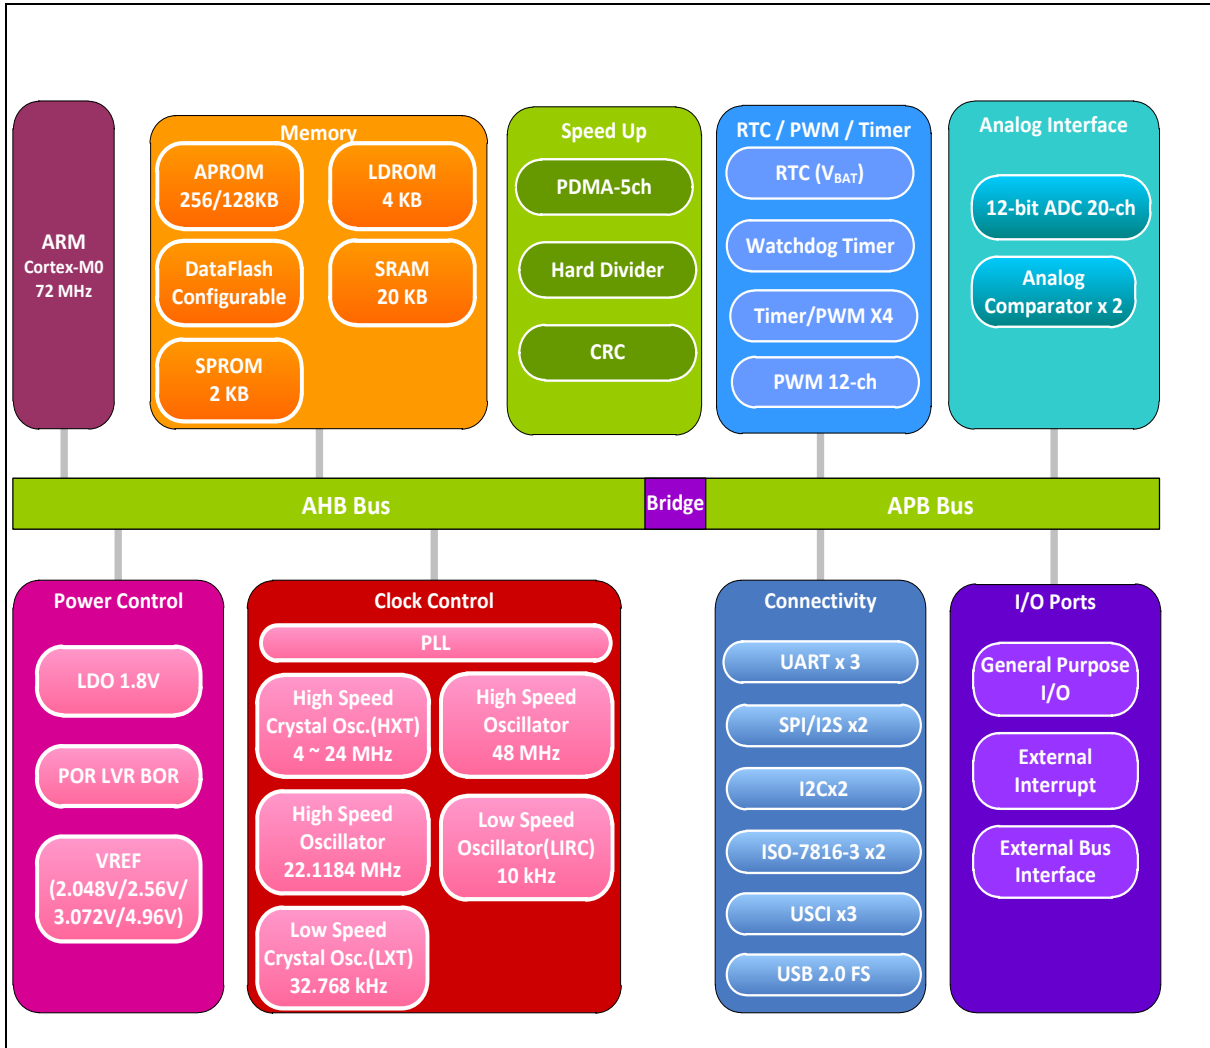 ARM
Cortex-M0
72 MHz
Memory
APROM
256/128KB
LDROM
4 KB
DataFlash
Configurable
SRAM
20 KB
SPROM
2 KB
Speed Up
PDMA-5ch
Hard Divider
CRC
RTC / PWM / Timer
RTC (VBAT)
Watchdog Timer
Timer/PWM X4
PWM 12-ch
Analog Interface
12-bit ADC 20-ch
Analog
Comparator x 2
AHB Bus
Bridge
APB Bus
Power Control
LDO 1.8V
POR LVR BOR
VREF
(2.048V/2.56V/
3.072V/4.96V)
Clock Control
PLL
High Speed
Crystal Osc.(HXT)
4 ~ 24 MHz
High Speed
Oscillator
48 MHz
High Speed
Oscillator
22.1184 MHz
Low Speed
Oscillator(LIRC)
10 kHz
Low Speed
Crystal Osc.(LXT)
32.768 kHz
Connectivity
UART x 3
SPI/I2S x2
I2Cx2
ISO-7816-3 x2
USCI x3
USB 2.0 FS
I/O Ports
General Purpose
I/O
External
Interrupt
External Bus
Interface